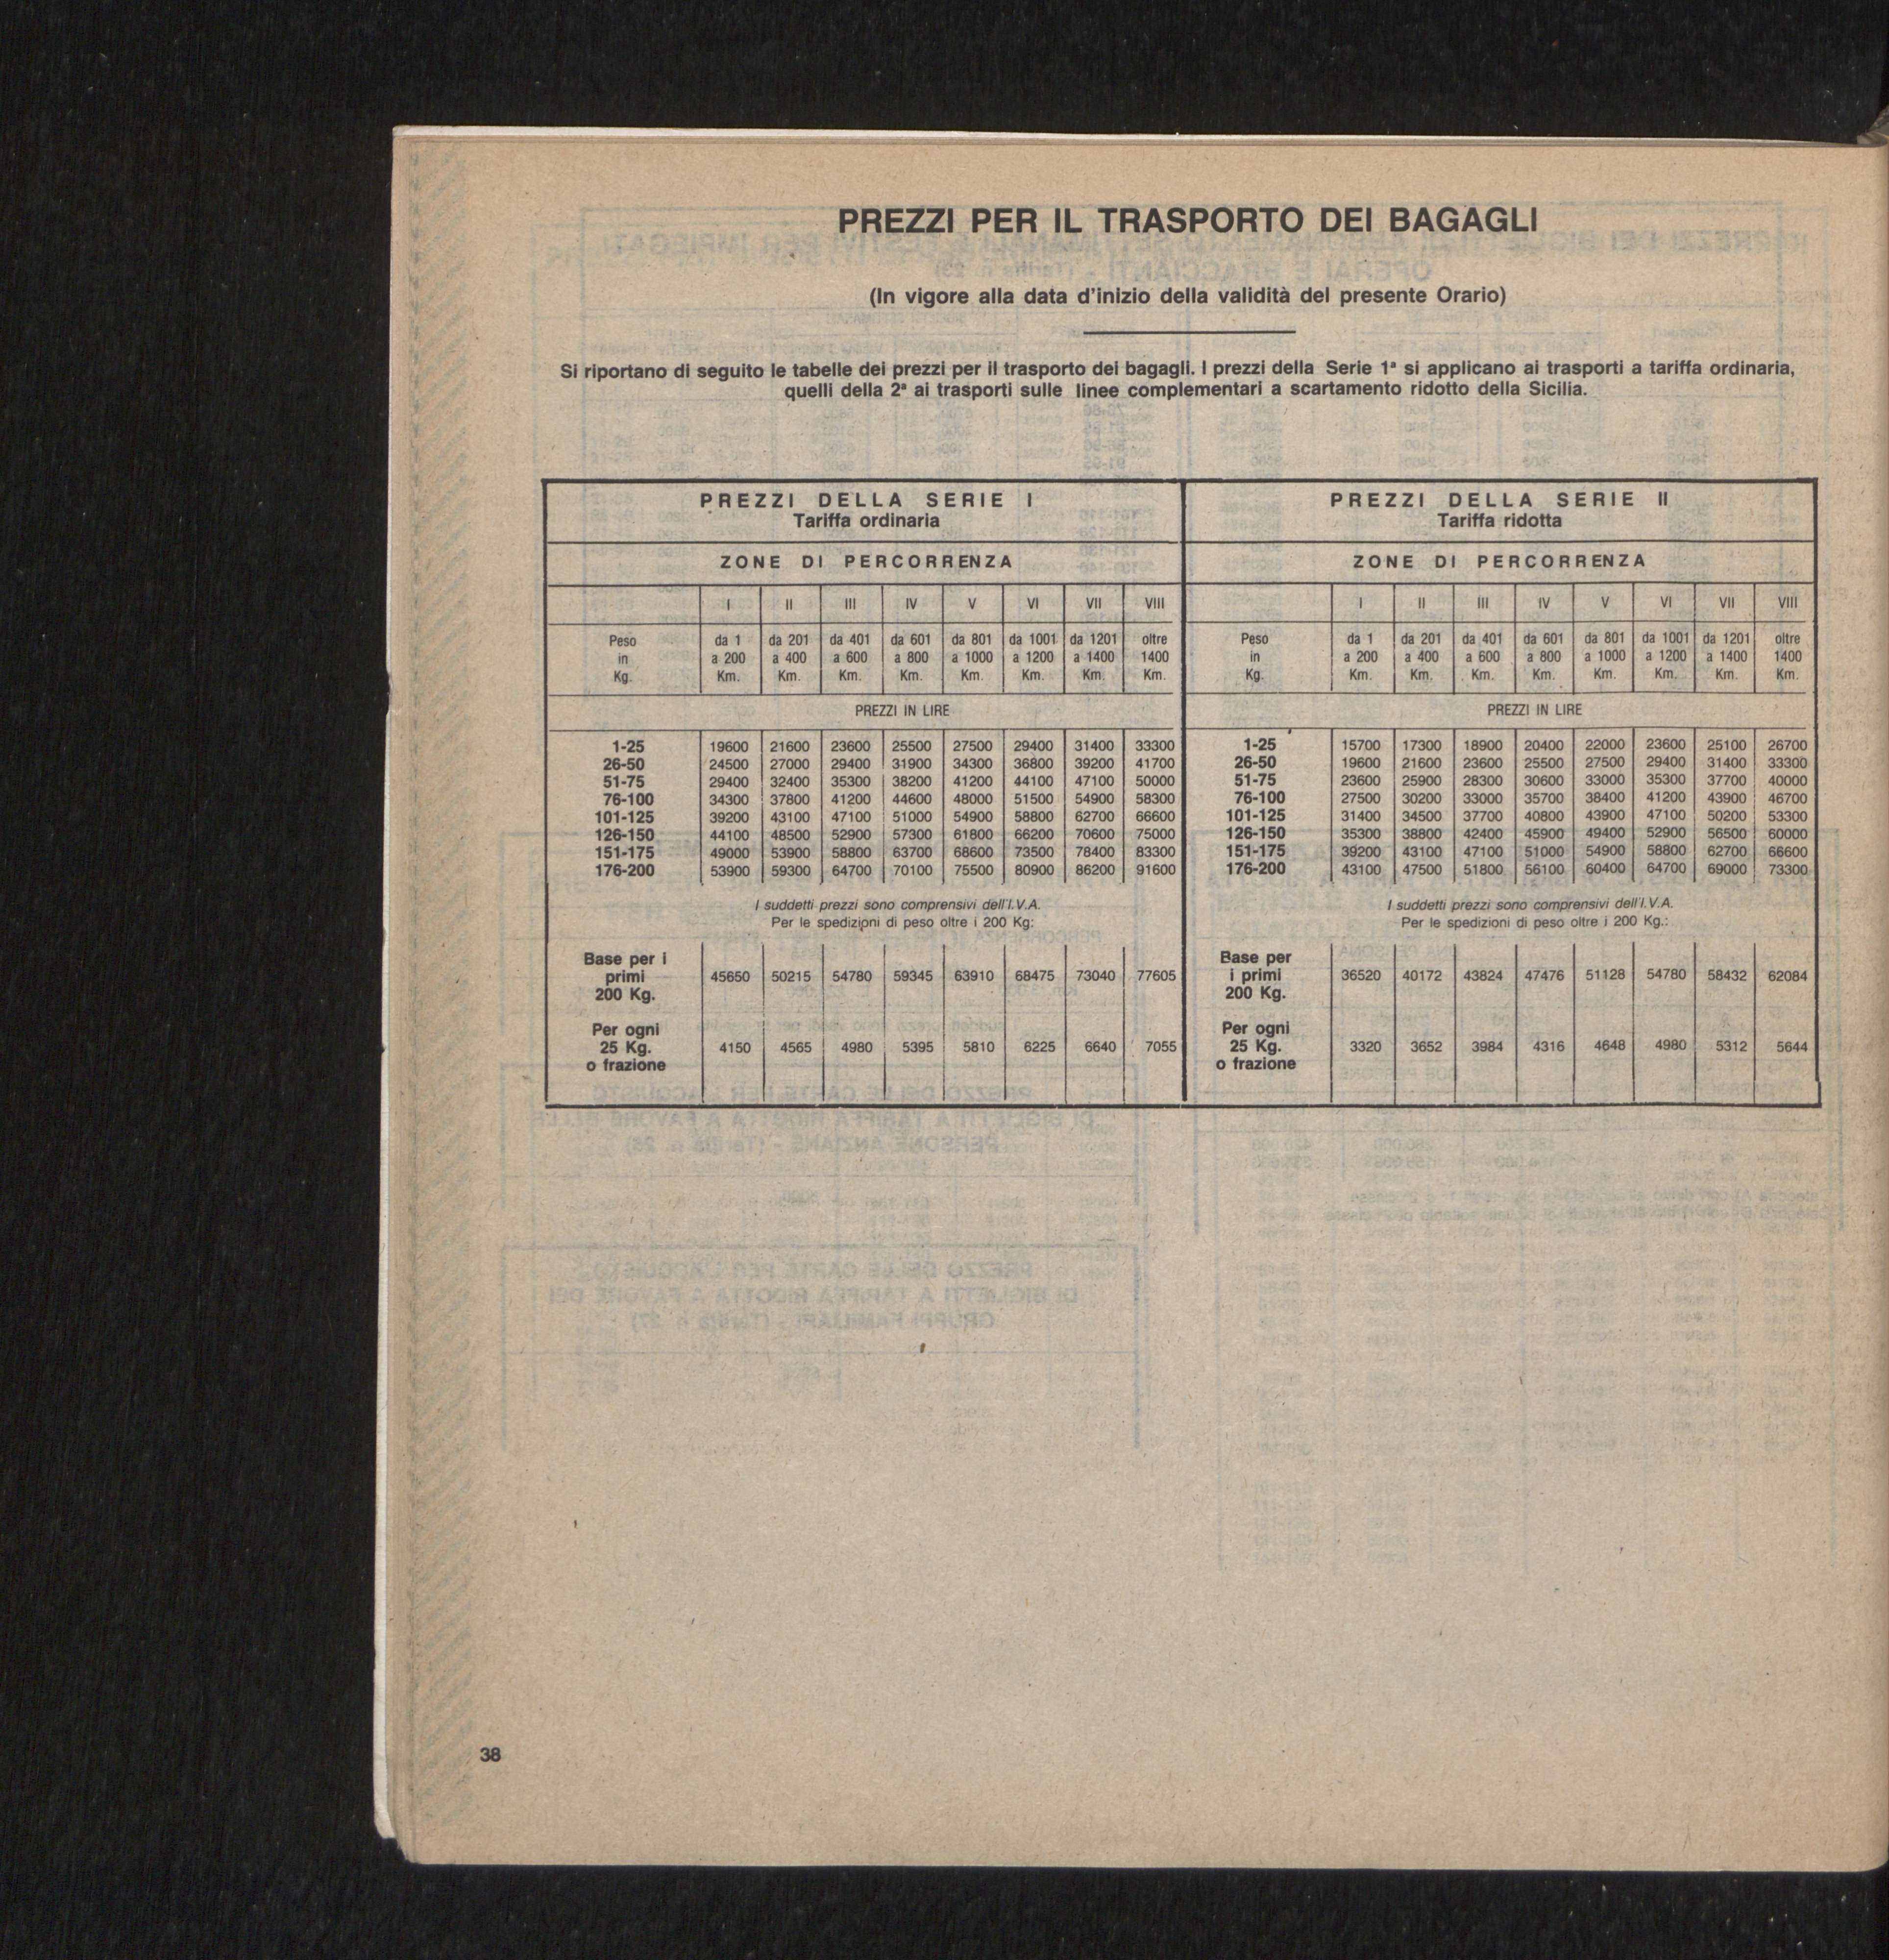 PREZZI PER IL TRASPORTO DEI BAGAGLI
(In vigore alla data d'inizio della validità del presente Orario)
Si riportano di seguito le tabelle dei prezzi per il trasporto dei bagagli. I prezzi della Serie 1ª si applicano ai trasporti a tariffa ordinaria,
quelli della 2ª ai trasporti sulle linee complementari a scartamento ridotto della Sicilia.
PREZZI DELLA SERIE I
Tariffa ordinaria
ZONE DI PERCORRENZA
I II III IV V VI VII VIII
Peso da 1 da 201 da 401 da 601 da 801 da 1001 da 1201 oltre
in a 200 a 400 a 600 a 800 a 1000 a 1200 a 1400 1400
Kg. Km. Km. Km. Km. Km. Km. Km. Km.
PREZZI IN LIRE
1-25 19600 21600 23600 25500 27500 29400 31400 33300
26-50 24500 27000 29400 31900 34300 36800 39200 41700
51-75 29400 32400 35300 38200 41200 44100 47100 50000
76-100 34300 37800 41200 44600 48000 51500 54900 58300
101-125 39200 43100 47100 51000 54900 58800 62700 66600
126-150 44100 48500 52900 57300 61800 66200 70600 75000
151-175 49000 53900 58800 63700 68600 73500 78400 83300
176-200 53900 59300 64700 70100 75500 80900 86200 91600
I suddetti prezzi sono comprensivi dell'I.V.A.
Per le spedizioni di peso oltre i 200 Kg:
Base per i
primi 45650 50215 54780 59345 63910 68475 73040 77605
200 Kg.
Per ogni
25 Kg. 4150 4565 4980 5395 5810 6225 6640 7055
o frazione
PREZZI DELLA SERIE II
Tariffa ridotta
ZONE DI PERCORRENZA
I II III IV V VI VII VIII
Peso da 1 da 201 da 401 da 601 da 801 da 1001 da 1201 oltre
in a 200 a 400 a 600 a 800 a 1000 a 1200 a 1400 1400
Kg. Km. Km. Km. Km. Km. Km. Km. Km.
PREZZI IN LIRE
1-25 15700 17300 18900 20400 22000 23600 25100 26700
26-50 19600 21600 23600 25500 27500 29400 31400 33300
51-75 23600 25900 28300 30600 33000 35300 37700 40000
76-100 27500 30200 33000 35700 38400 41200 43900 46700
101-125 31400 34500 37700 40800 43900 47100 50200 53300
126-150 35300 38800 42400 45900 49400 52900 56500 60000
151-175 39200 43100 47100 51000 54900 58800 62700 66600
176-200 43100 47500 51800 56100 60400 64700 69000 73300
I suddetti prezzi sono comprensivi dell'I.V.A.
Per le spedizioni di peso oltre i 200 Kg.:
Base per
i primi 36520 40172 43824 47476 51128 54780 58432 62084
200 Kg.
Per ogni
25 Kg. 3320 3652 3984 4316 4648 4980 5312 5644
o frazione
38